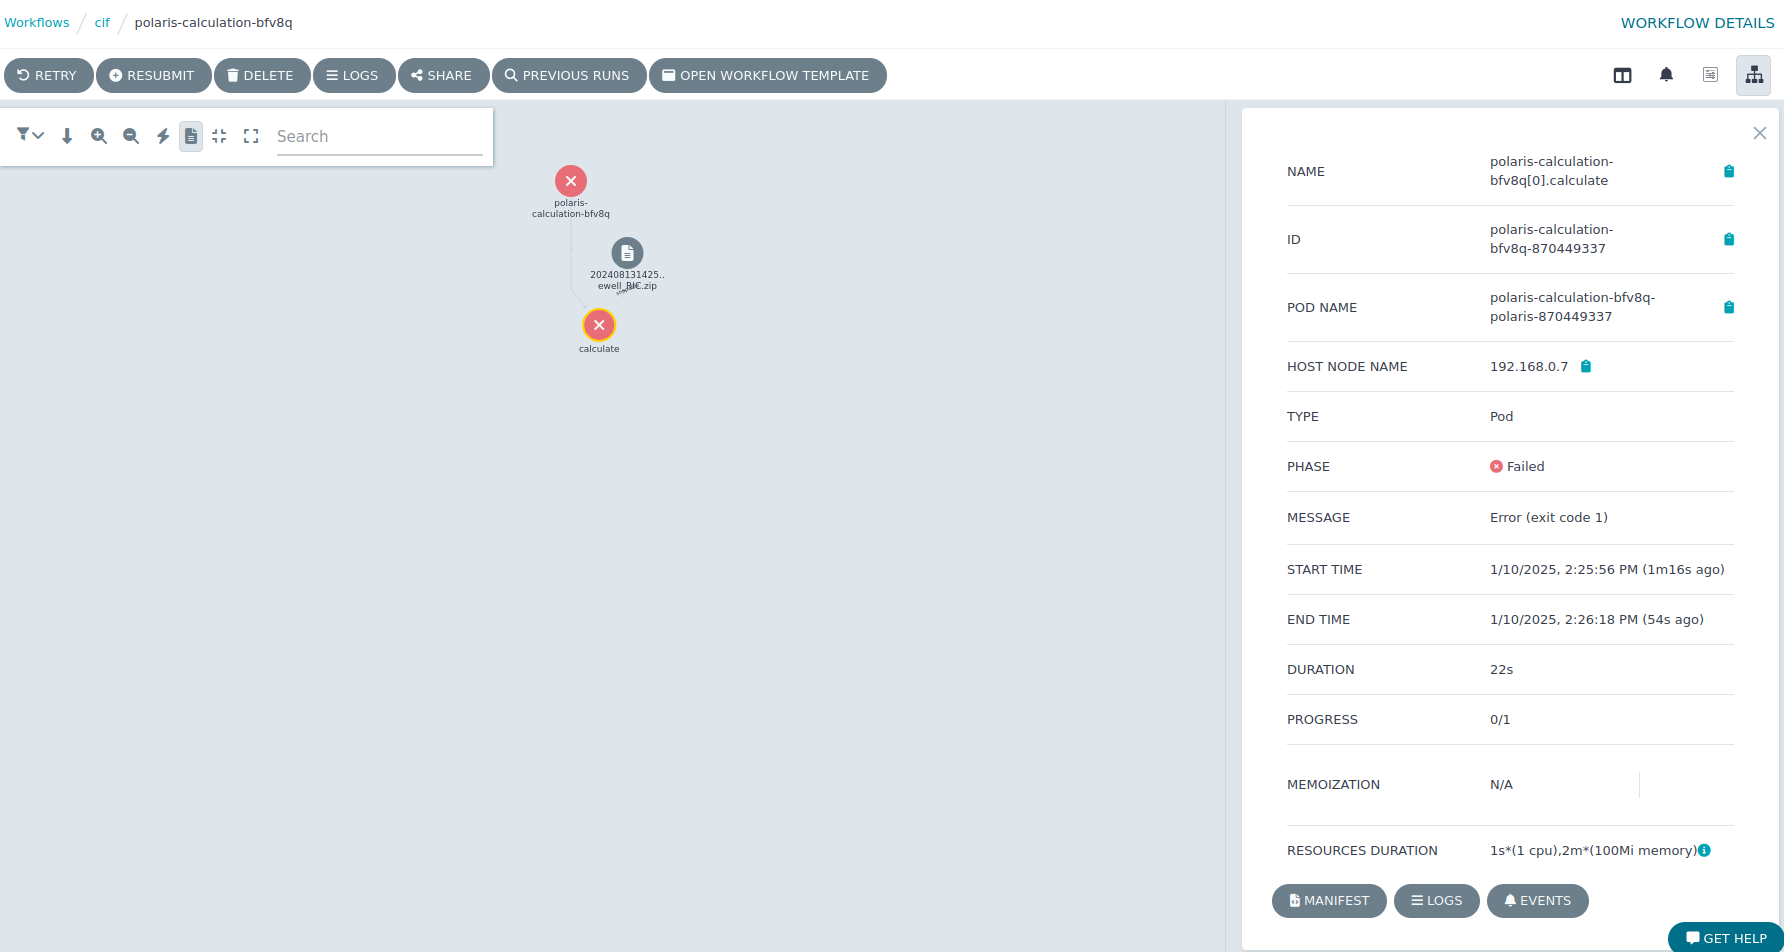 Workflows / cif / polaris-calculation-bfv8q
WORKFLOW DETAILS
RETRY
RESUBMIT
DELETE
LOGS
SHARE
PREVIOUS RUNS
OPEN WORKFLOW TEMPLATE
Search
polaris-
calculation-bfv8q
202408131425..
ewell_RIC.zip
calculate
NAME
polaris-calculation-
bfv8q[0].calculate
ID
polaris-calculation-
bfv8q-870449337
POD NAME
polaris-calculation-bfv8q-
polaris-870449337
HOST NODE NAME
192.168.0.7
TYPE
Pod
PHASE
Failed
MESSAGE
Error (exit code 1)
START TIME
1/10/2025, 2:25:56 PM (1m16s ago)
END TIME
1/10/2025, 2:26:18 PM (54s ago)
DURATION
22s
PROGRESS
0/1
MEMOIZATION
N/A
RESOURCES DURATION
1s*(1 cpu),2m*(100Mi memory)
MANIFEST
LOGS
EVENTS
GET HELP